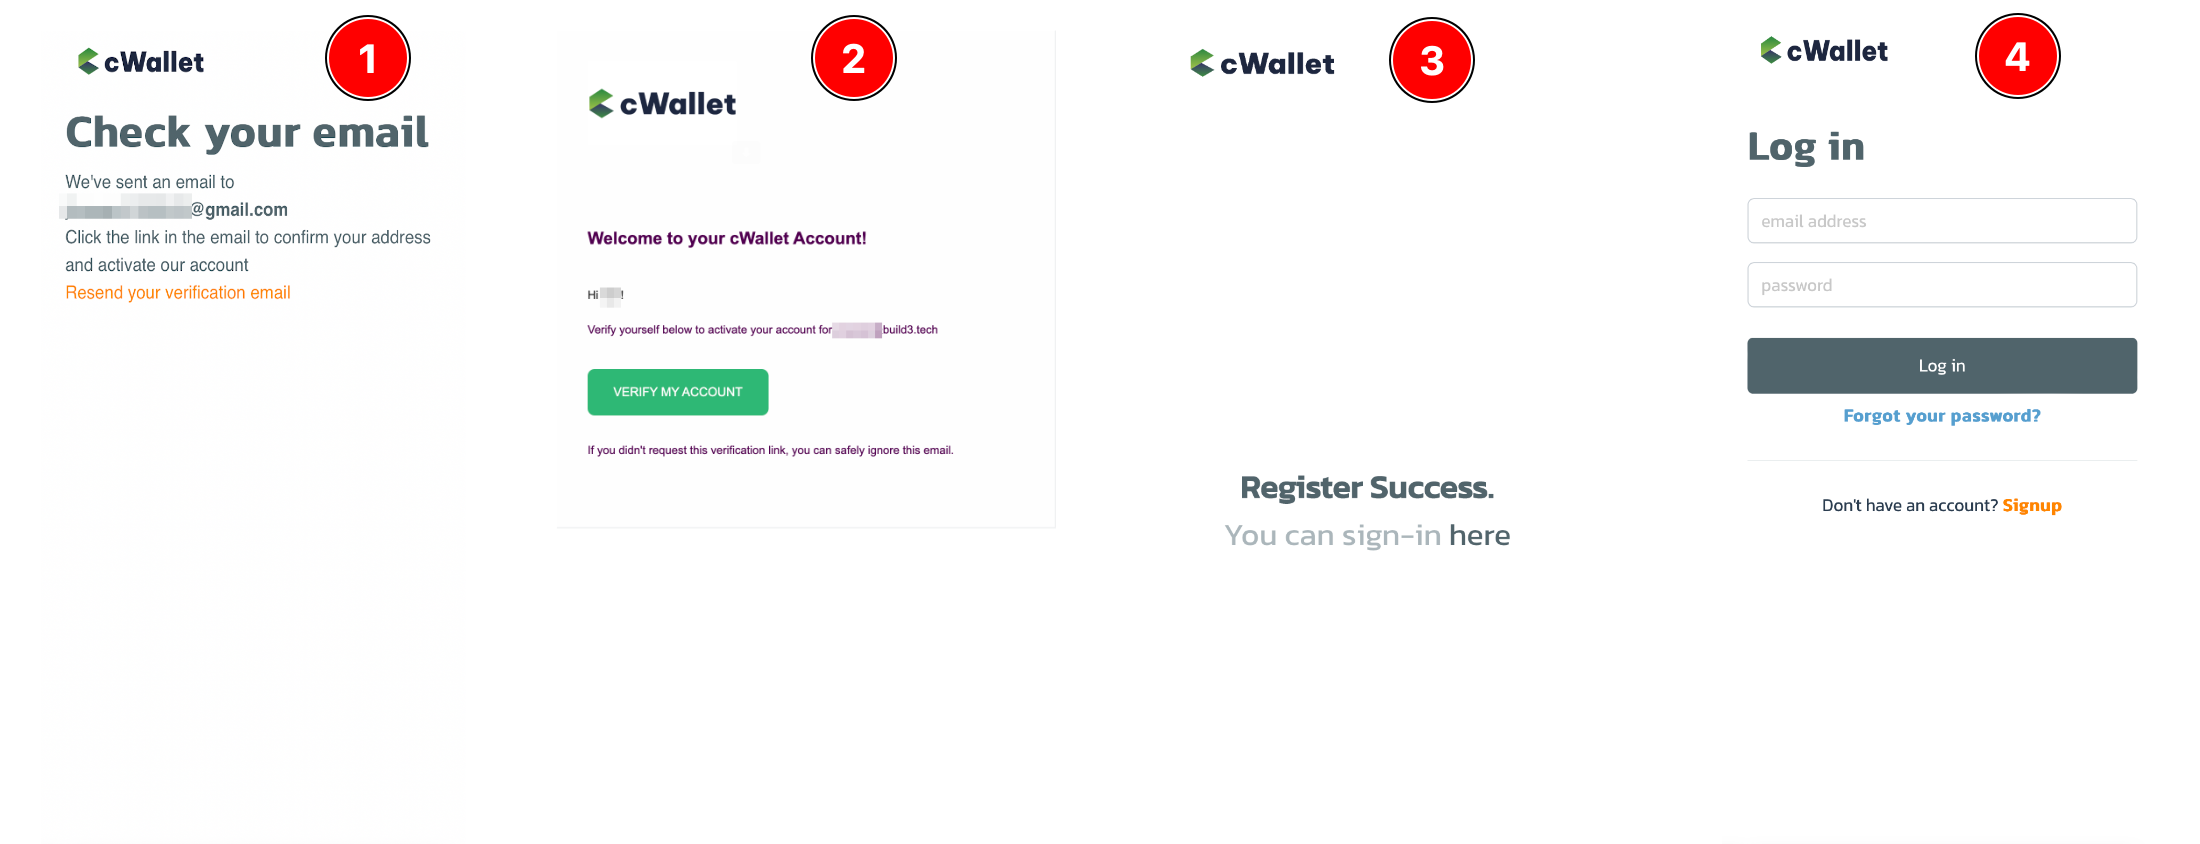 cWallet
1
Check your email
We've sent an email to
@gmail.com
Click the link in the email to confirm your address
and activate our account
Resend your verification email
2
cWallet
Welcome to your cWallet Account!
Hi !
Verify yourself below to activate your account for build3.tech
VERIFY MY ACCOUNT
If you didn't request this verification link, you can safely ignore this email.
cWallet
3
Register Success.
You can sign-in here
cWallet
4
Log in
email address
password
Log in
Forgot your password?
Don't have an account? Signup